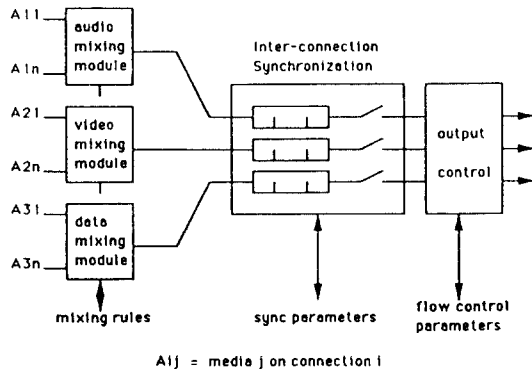 A11
audio
mixing
module
A1n
Inter-connection
Synchronization
A21
video
mixing
module
A2n
output
control
A31
data
mixing
module
A3n
mixing rules
sync parameters
flow control
parameters
Aij = media j on connection i